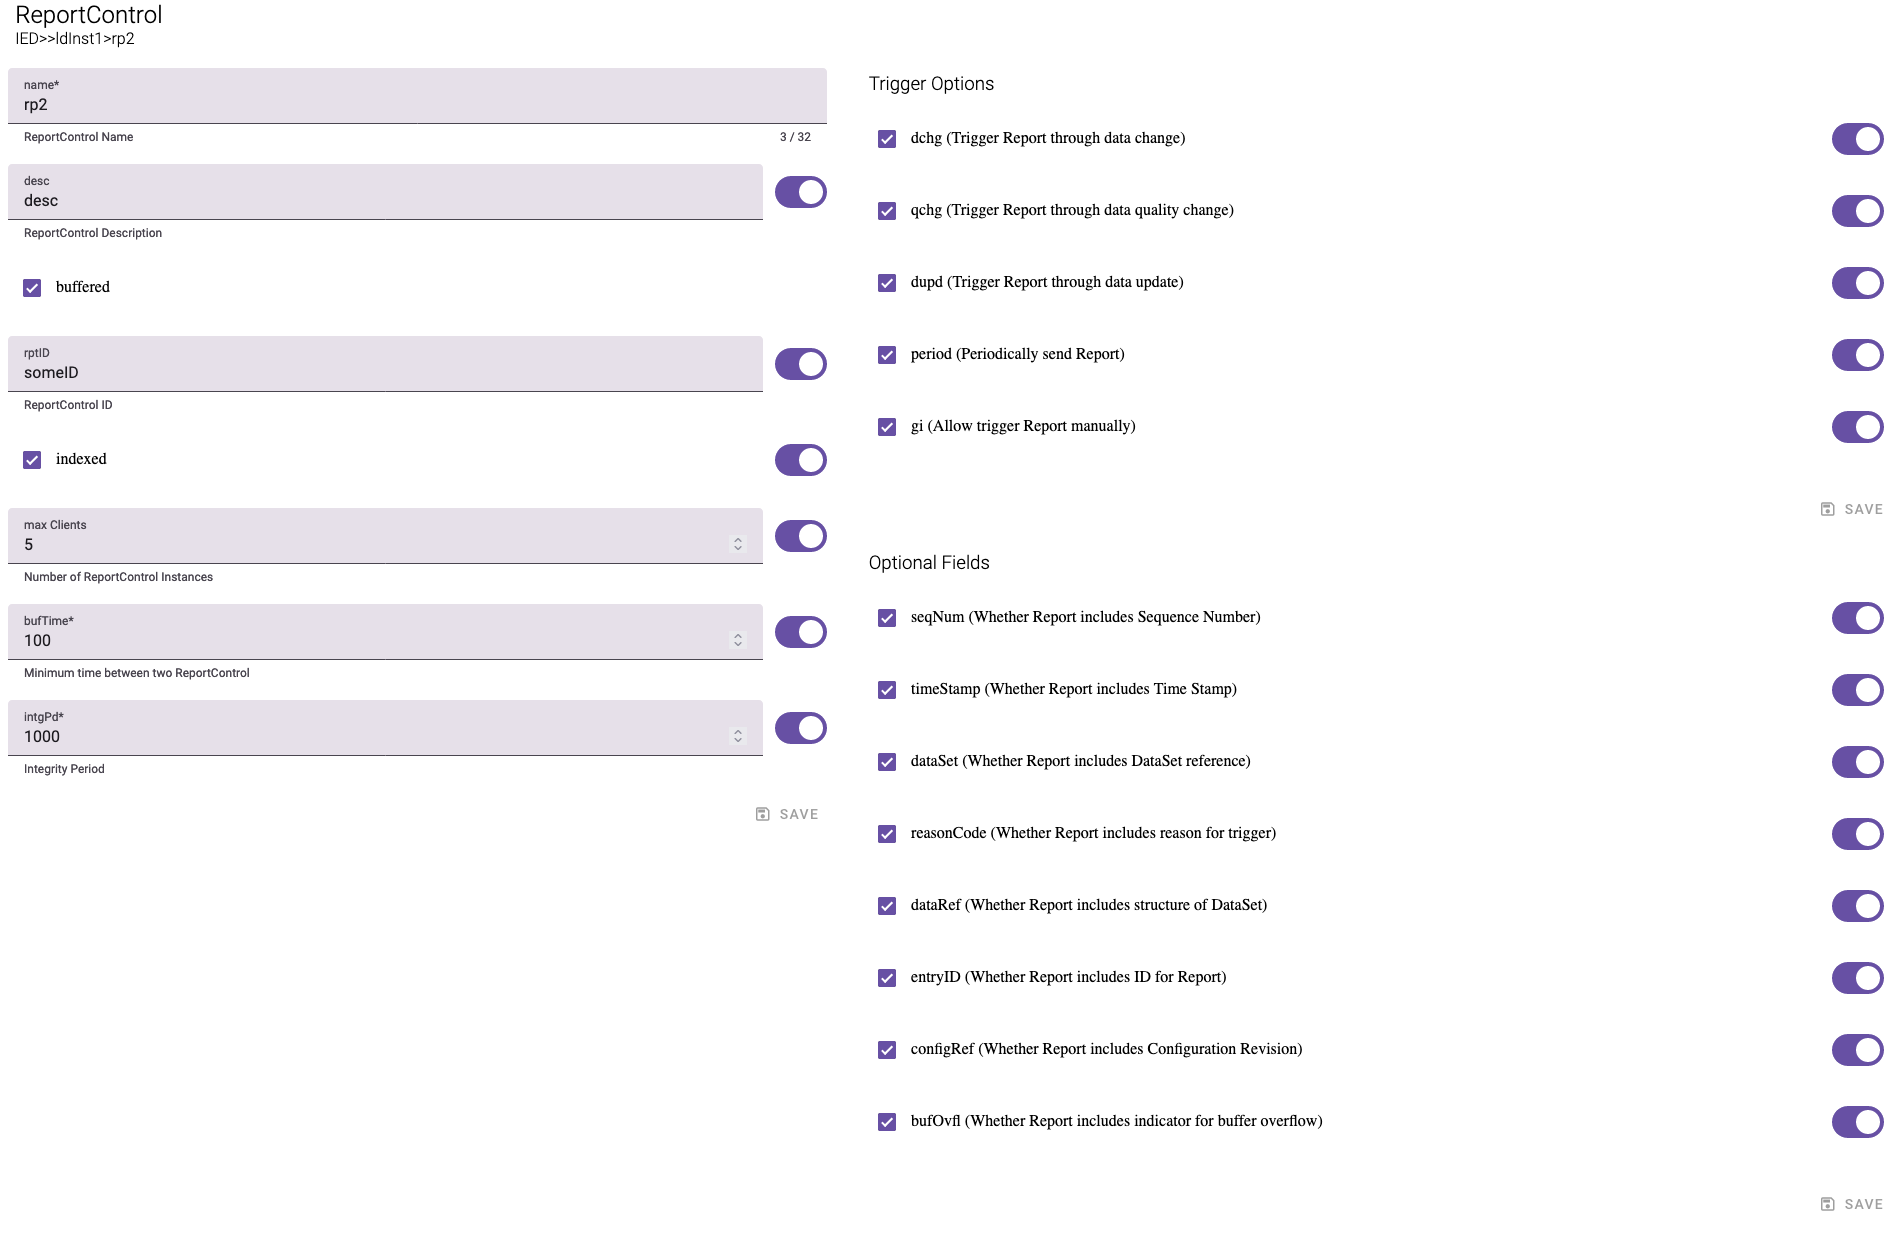 ReportControl
IED>>ldInst1>rp2
name*
rp2
ReportControl Name
3 / 32
desc
desc
ReportControl Description
buffered
rptID
someID
ReportControl ID
indexed
max Clients
5
Number of ReportControl Instances
bufTime*
100
Minimum time between two ReportControl
intgPd*
1000
Integrity Period
SAVE
Trigger Options
dchg (Trigger Report through data change)
qchg (Trigger Report through data quality change)
dupd (Trigger Report through data update)
period (Periodically send Report)
gi (Allow trigger Report manually)
SAVE
Optional Fields
seqNum (Whether Report includes Sequence Number)
timeStamp (Whether Report includes Time Stamp)
dataSet (Whether Report includes DataSet reference)
reasonCode (Whether Report includes reason for trigger)
dataRef (Whether Report includes structure of DataSet)
entryID (Whether Report includes ID for Report)
configRef (Whether Report includes Configuration Revision)
bufOvfl (Whether Report includes indicator for buffer overflow)
SAVE